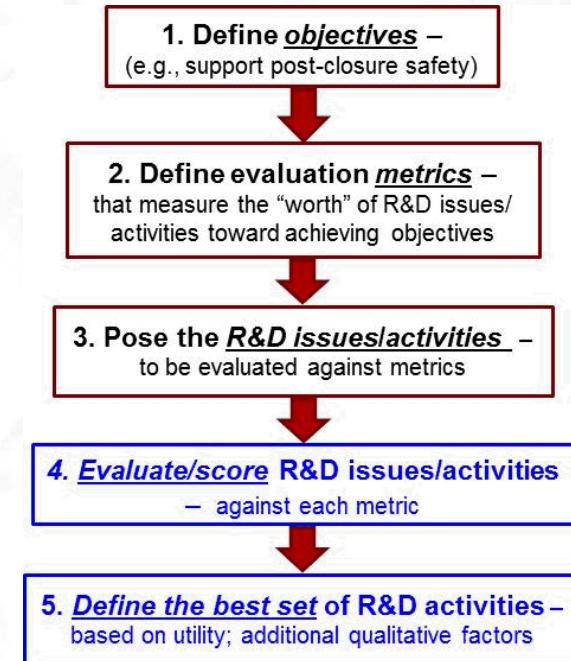 1. Define objectives –
(e.g., support post-closure safety)
2. Define evaluation metrics –
that measure the “worth” of R&D issues/
activities toward achieving objectives
3. Pose the R&D issues/activities –
to be evaluated against metrics
4. Evaluate/score R&D issues/activities
– against each metric
5. Define the best set of R&D activities –
based on utility; additional qualitative factors